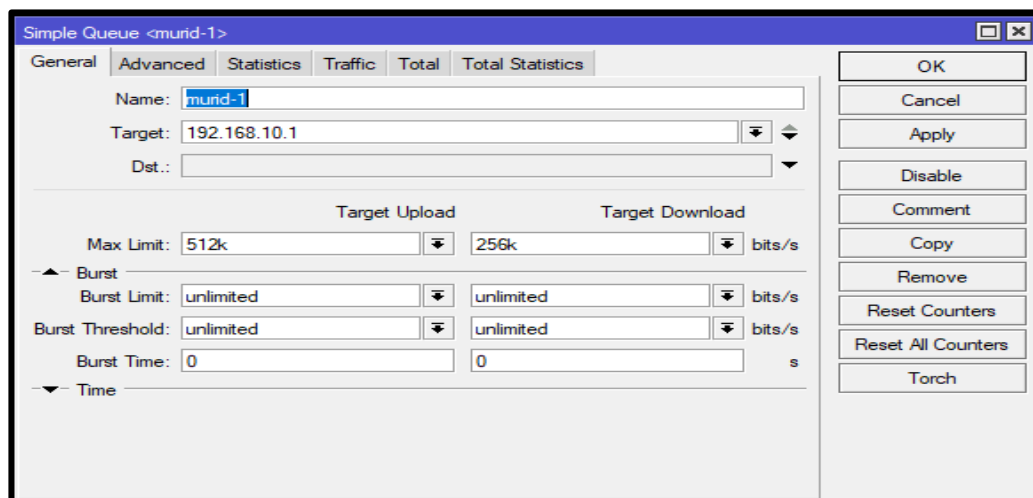 Simple Queue <murid-1>
General Advanced Statistics Traffic Total Total Statistics
Name: murid-1
Target: 192.168.10.1
Dst.:
Target Upload Target Download
Max Limit: 512k 256k bits/s
Burst
Burst Limit: unlimited unlimited bits/s
Burst Threshold: unlimited unlimited bits/s
Burst Time: 0 0 s
Time
OK
Cancel
Apply
Disable
Comment
Copy
Remove
Reset Counters
Reset All Counters
Torch